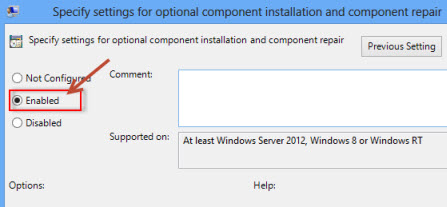 Specify settings for optional component installation and component repair
Specify settings for optional component installation and component repair
Previous Setting
Not Configured
Comment:
Enabled
Disabled
Supported on:
At least Windows Server 2012, Windows 8 or Windows RT
Options:
Help: